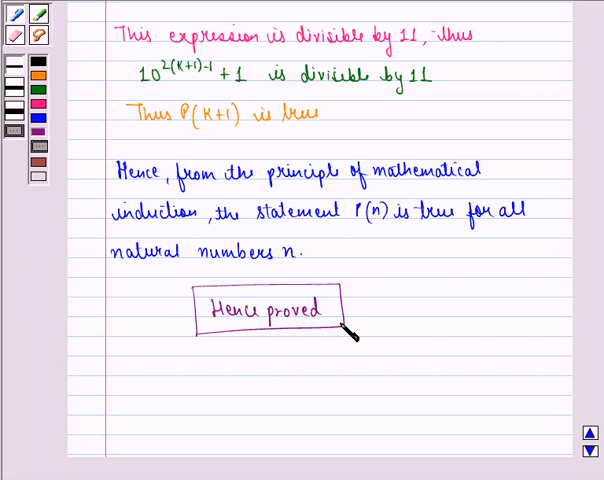 This expression is divisible by 11, thus
10^{2(K+1)-1} + 1 is divisible by 11
Thus P(K+1) is true
Hence, from the principle of mathematical
induction, the statement P(n) is true for all
natural numbers n.
Hence proved